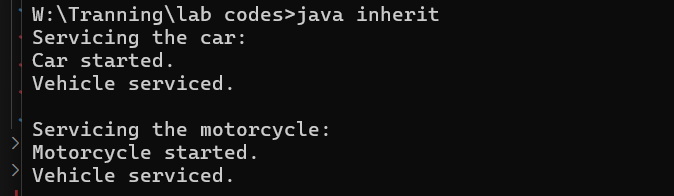 W:\Tranning\lab codes>java inherit
Servicing the car:
Car started.
Vehicle serviced.

Servicing the motorcycle:
Motorcycle started.
Vehicle serviced.